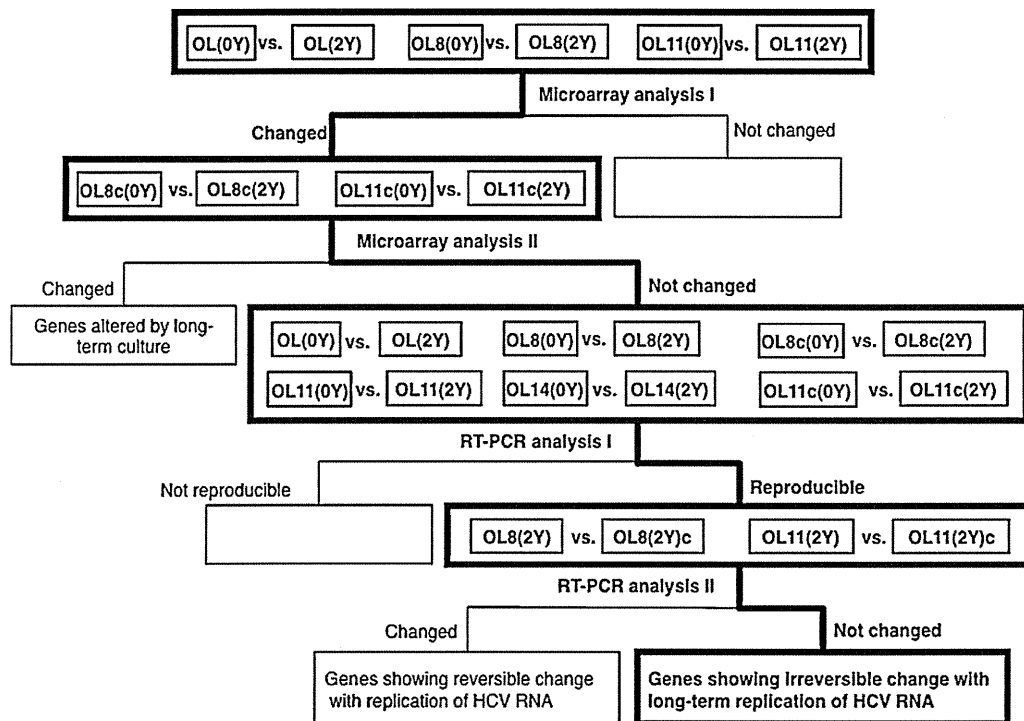 OL(0Y) vs. OL(2Y) OL8(0Y) vs. OL8(2Y) OL11(0Y) vs. OL11(2Y)
Microarray analysis I
Changed
Not changed
OL8c(0Y) vs. OL8c(2Y) OL11c(0Y) vs. OL11c(2Y)
Microarray analysis II
Changed
Not changed
Genes altered by long-
term culture
OL(0Y) vs. OL(2Y) OL8(0Y) vs. OL8(2Y) OL8c(0Y) vs. OL8c(2Y)
OL11(0Y) vs. OL11(2Y) OL14(0Y) vs. OL14(2Y) OL11c(0Y) vs. OL11c(2Y)
RT-PCR analysis I
Not reproducible
Reproducible
OL8(2Y) vs. OL8(2Y)c OL11(2Y) vs. OL11(2Y)c
RT-PCR analysis II
Changed
Not changed
Genes showing reversible change
with replication of HCV RNA
Genes showing irreversible change with
long-term replication of HCV RNA